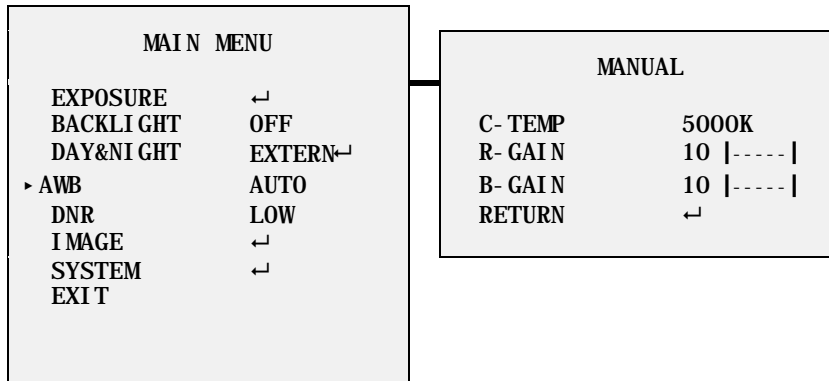 MAIN MENU
EXPOSURE ↵
BACKLIGHT OFF
DAY&NIGHT EXTERN↵
▸ AWB AUTO
DNR LOW
IMAGE ↵
SYSTEM ↵
EXIT
MANUAL
C-TEMP 5000K
R-GAIN 10 |-----|
B-GAIN 10 |-----|
RETURN ↵